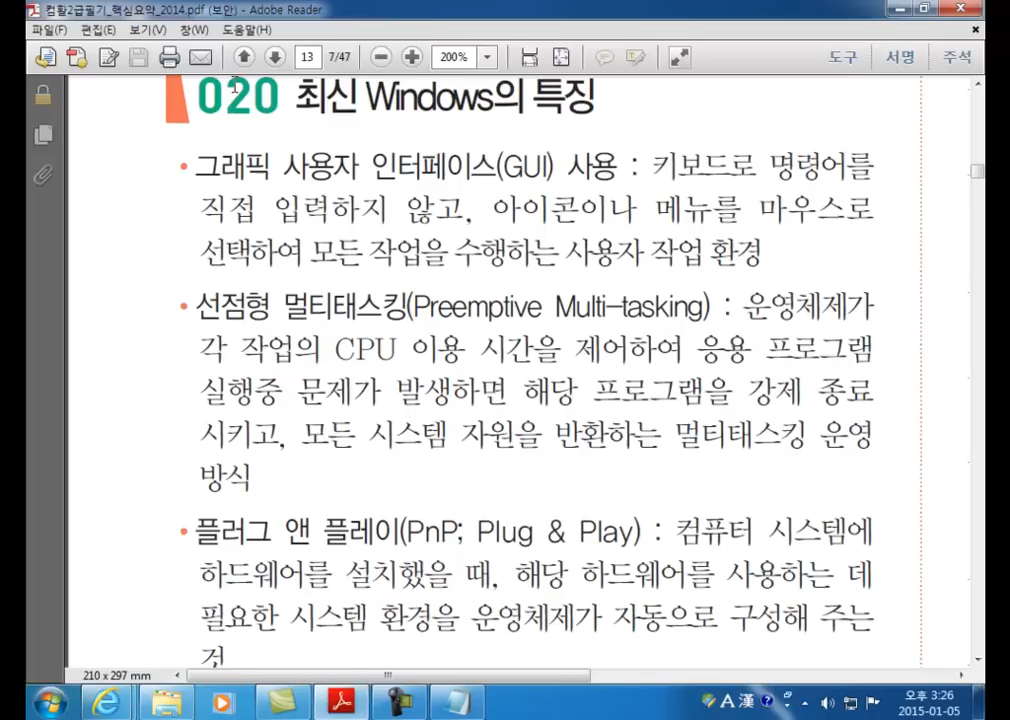 컴활2급필기_핵심요약_2014.pdf (보안) - Adobe Reader
파일(F) 편집(E) 보기(V) 창(W) 도움말(H)
13 /47 200% 도구 서명 주석
020 최신 Windows의 특징
• 그래픽 사용자 인터페이스(GUI) 사용 : 키보드로 명령어를
직접 입력하지 않고, 아이콘이나 메뉴를 마우스로
선택하여 모든 작업을 수행하는 사용자 작업 환경
• 선점형 멀티태스킹(Preemptive Multi-tasking) : 운영체제가
각 작업의 CPU 이용 시간을 제어하여 응용 프로그램
실행중 문제가 발생하면 해당 프로그램을 강제 종료
시키고, 모든 시스템 자원을 반환하는 멀티태스킹 운영
방식
• 플러그 앤 플레이(PnP; Plug & Play) : 컴퓨터 시스템에
하드웨어를 설치했을 때, 해당 하드웨어를 사용하는 데
필요한 시스템 환경을 운영체제가 자동으로 구성해 주는
것
210 x 297 mm
A 漢 오후 3:26
2015-01-05